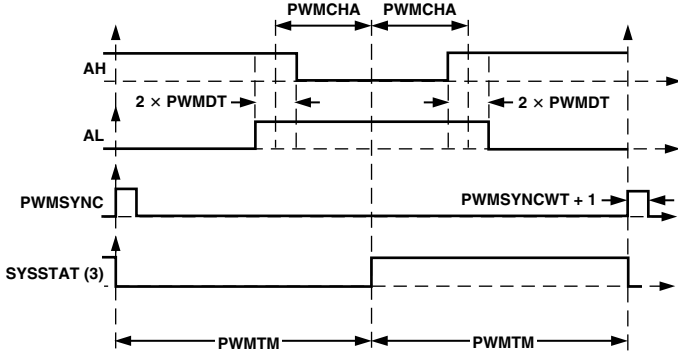 PWMCHA PWMCHA
AH
2 × PWMDT 2 × PWMDT
AL
PWMSYNC PWMSYNCWT + 1
SYSSTAT (3)
PWMTM PWMTM